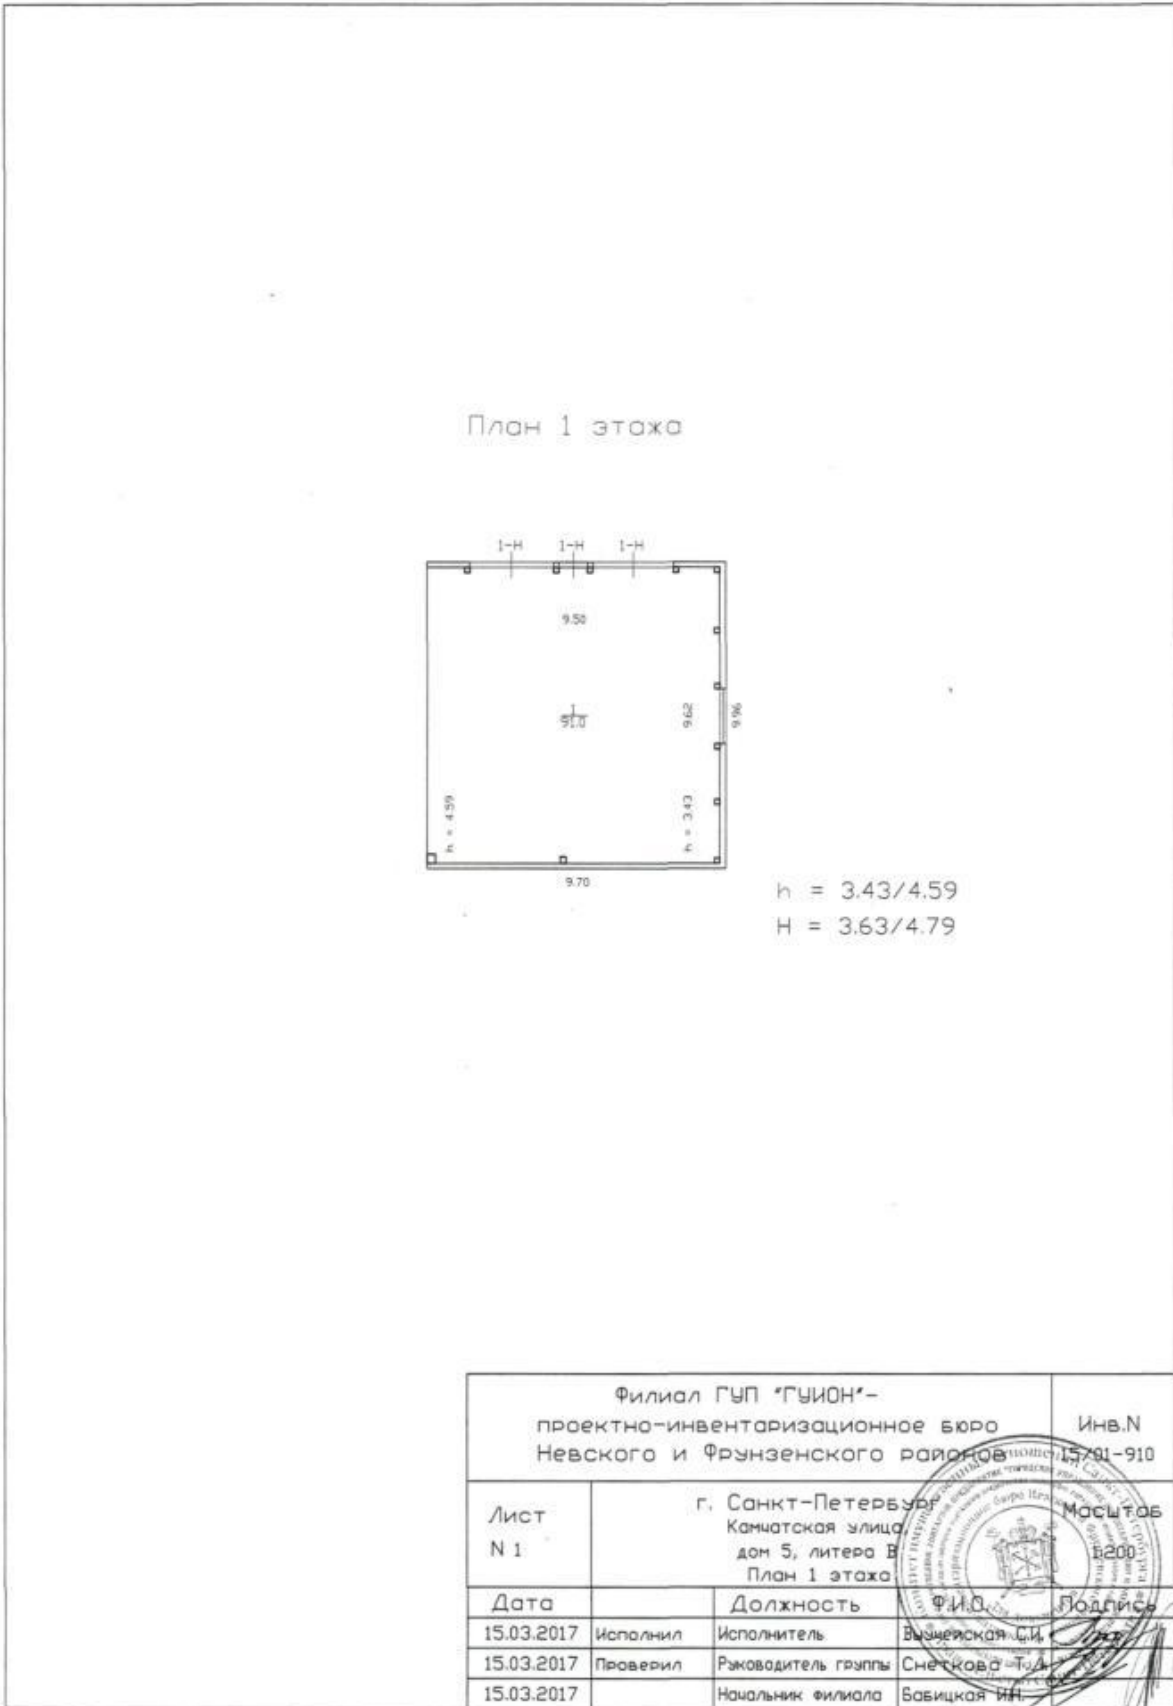 План 1 этажа
1-Н 1-Н 1-Н
9.50
1
91.0
9.62
9.96
h = 4.59
h = 3.43
9.70
h = 3.43/4.59
H = 3.63/4.79
Филиал ГУП "ГУИОН"-
проектно-инвентаризационное бюро
Невского и Фрунзенского районов
Инв.N
15/01-910
Лист
N 1
г. Санкт-Петербург
Камчатская улица,
дом 5, литера В
План 1 этажа
Масштаб
1:200
Дата Должность Ф.И.О. Подпись
15.03.2017 Исполнил Исполнитель С.И.
15.03.2017 Проверил Руководитель группы Снеткова Т.А.
15.03.2017 Начальник филиала Бабицкая И.Н.